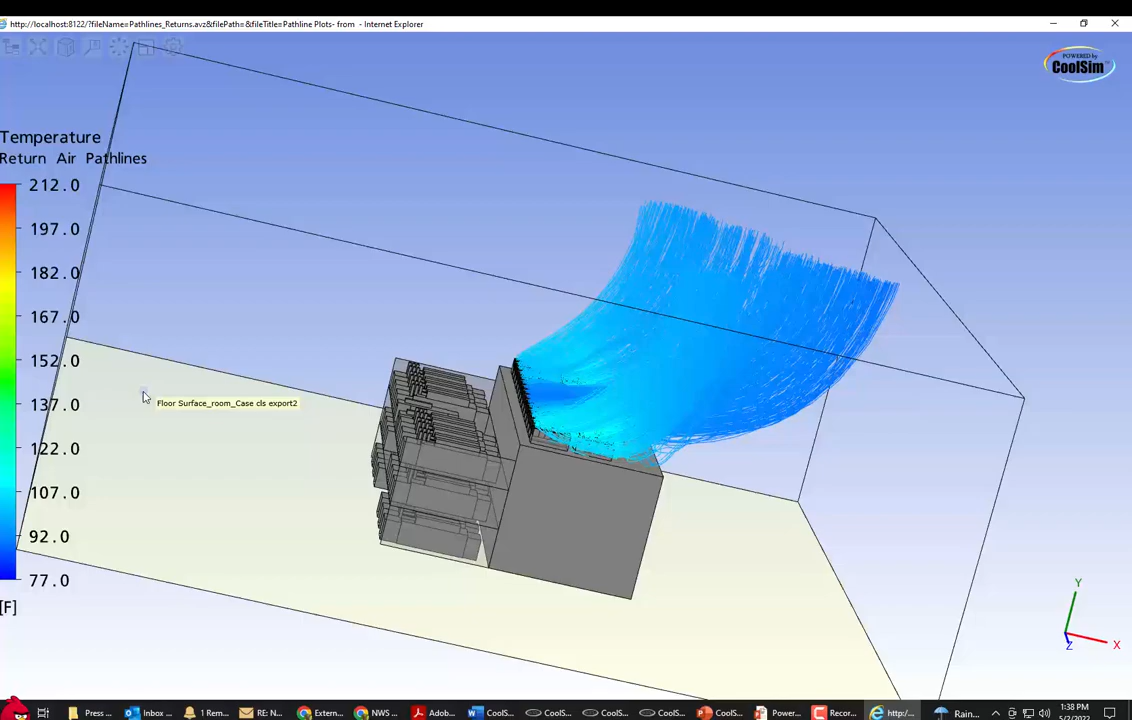 http://localhost:8122/?fileName=Pathlines_Returns.avz&filePath=&fileTitle=Pathline Plots- from - Internet Explorer
POWERED by
CoolSim
Temperature
Return Air Pathlines
212.0
197.0
182.0
167.0
152.0
137.0
122.0
107.0
92.0
77.0
[F]
Floor Surface_room_Case cls export2
Y
X
Z
Press ...
Inbox ...
1 Rem...
RE: N...
Extern...
NWS ...
Adob...
CoolS...
CoolS...
CoolS...
CoolS...
CoolS...
Power...
Recor...
http:/...
Rain...
1:38 PM
5/2/2022